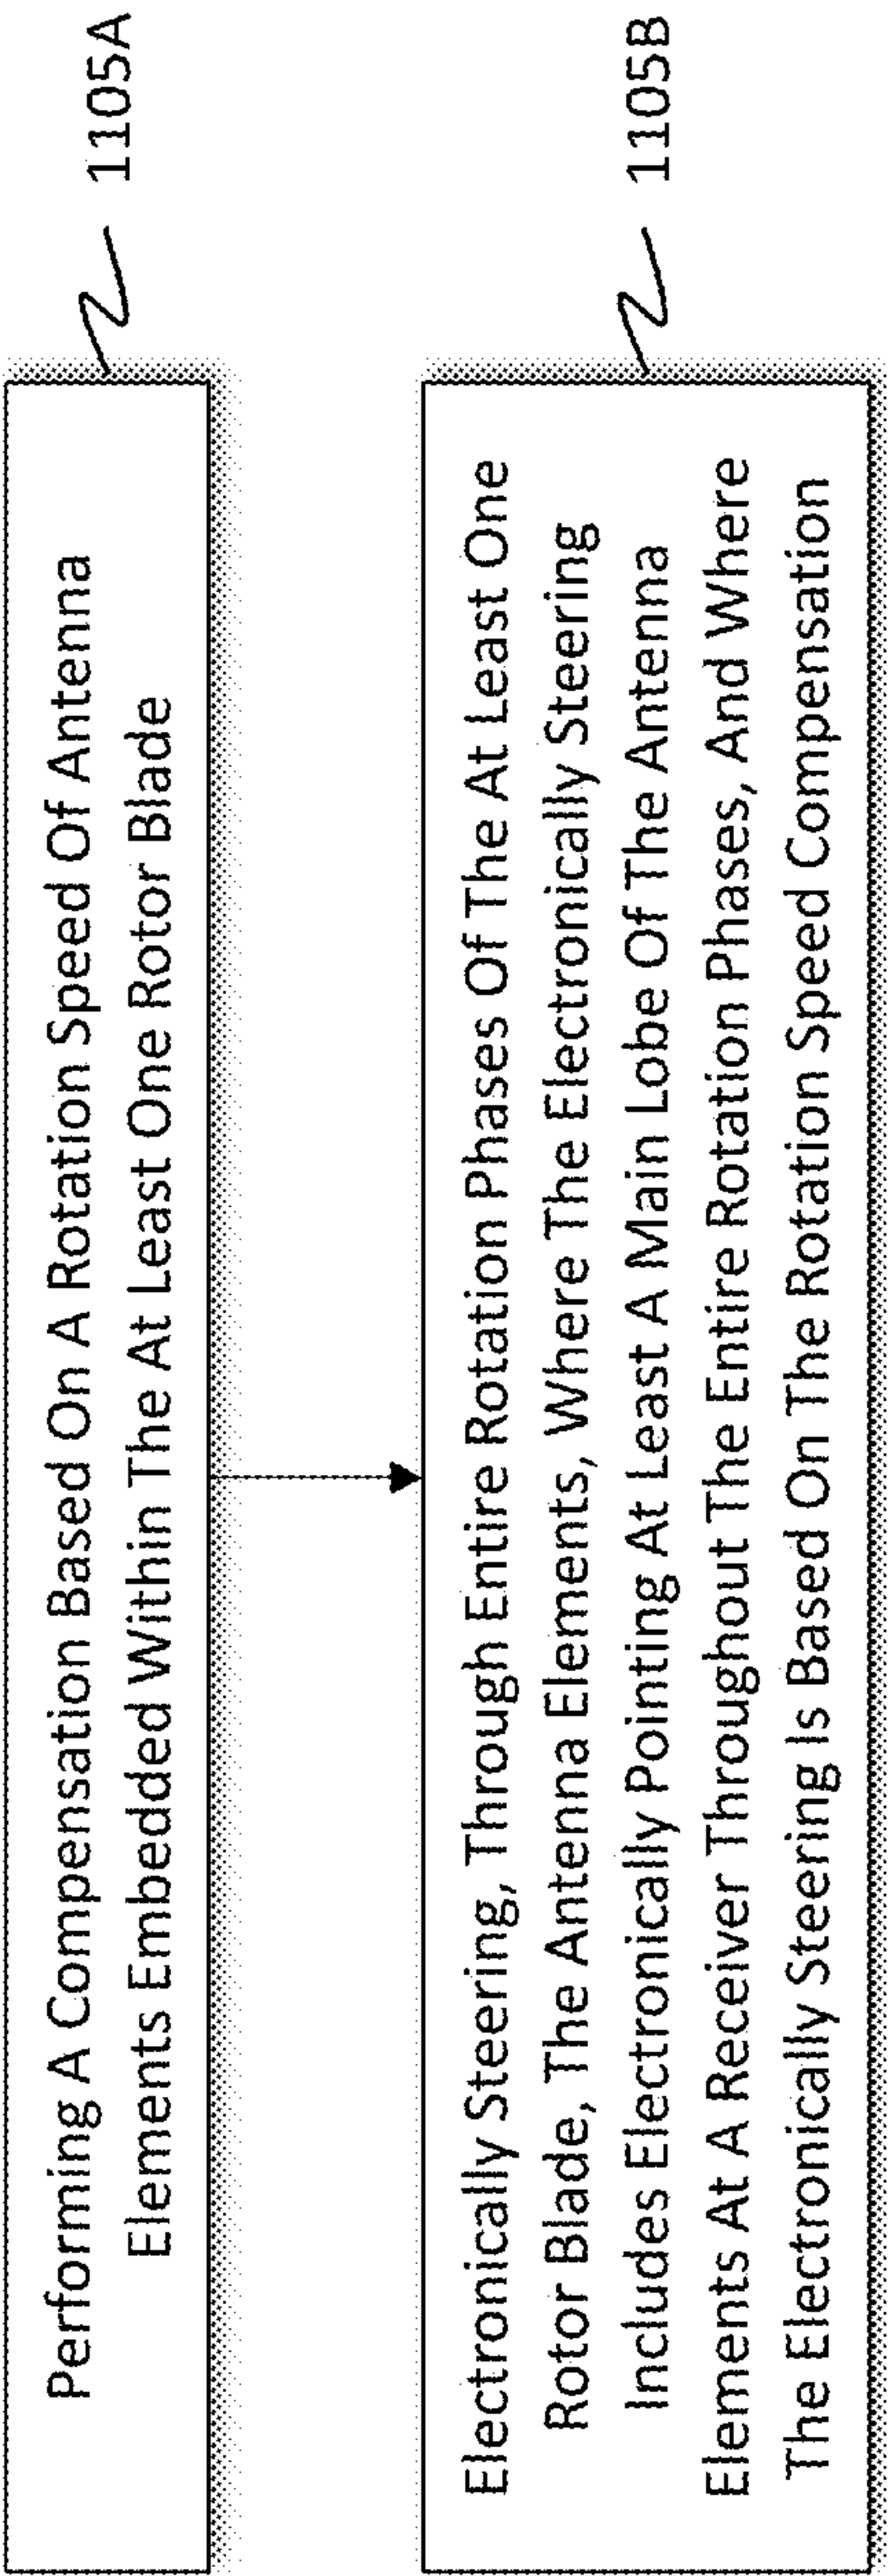 Performing A Compensation Based On A Rotation Speed Of Antenna
Elements Embedded Within The At Least One Rotor Blade
1105A
Electronically Steering, Through Entire Rotation Phases Of The At Least One
Rotor Blade, The Antenna Elements, Where The Electronically Steering
Includes Electronically Pointing At Least A Main Lobe Of The Antenna
Elements At A Receiver Throughout The Entire Rotation Phases, And Where
The Electronically Steering Is Based On The Rotation Speed Compensation
1105B